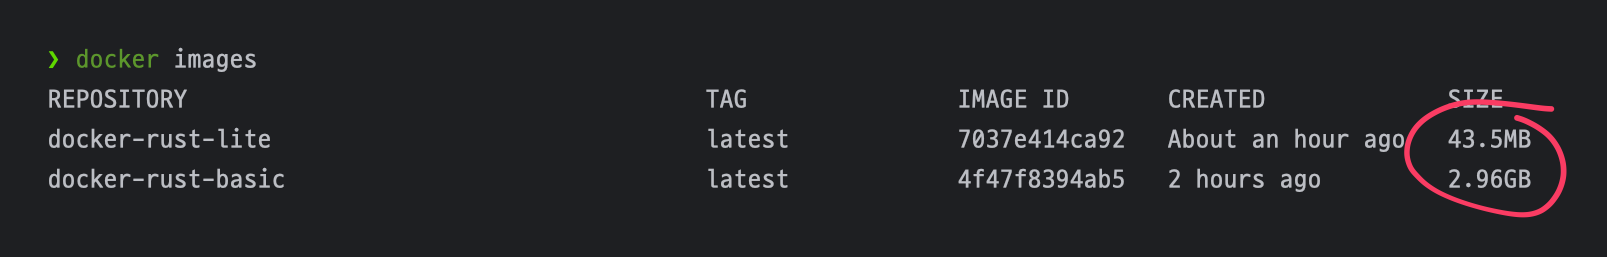 ❯ docker images
REPOSITORY TAG IMAGE ID CREATED SIZE
docker-rust-lite latest 7037e414ca92 About an hour ago 43.5MB
docker-rust-basic latest 4f47f8394ab5 2 hours ago 2.96GB